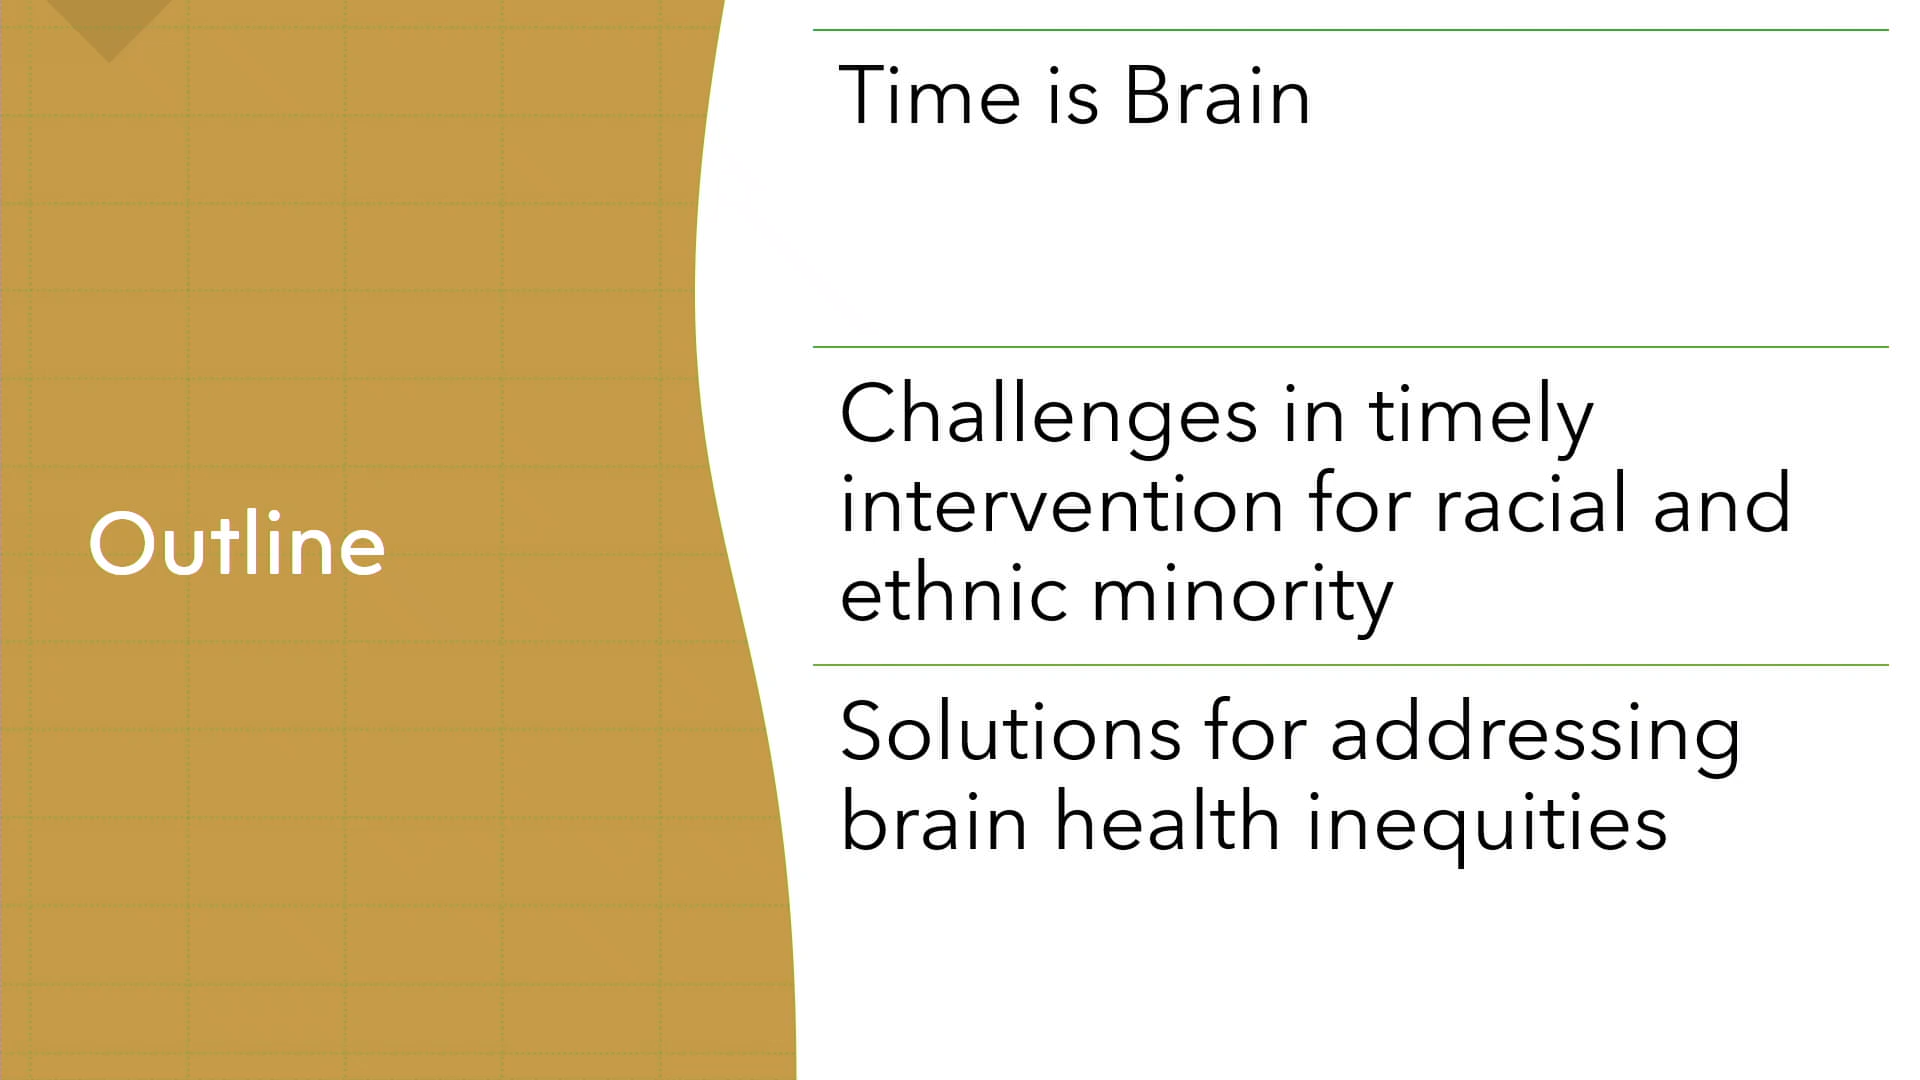 Outline
Time is Brain
Challenges in timely
intervention for racial and
ethnic minority
Solutions for addressing
brain health inequities